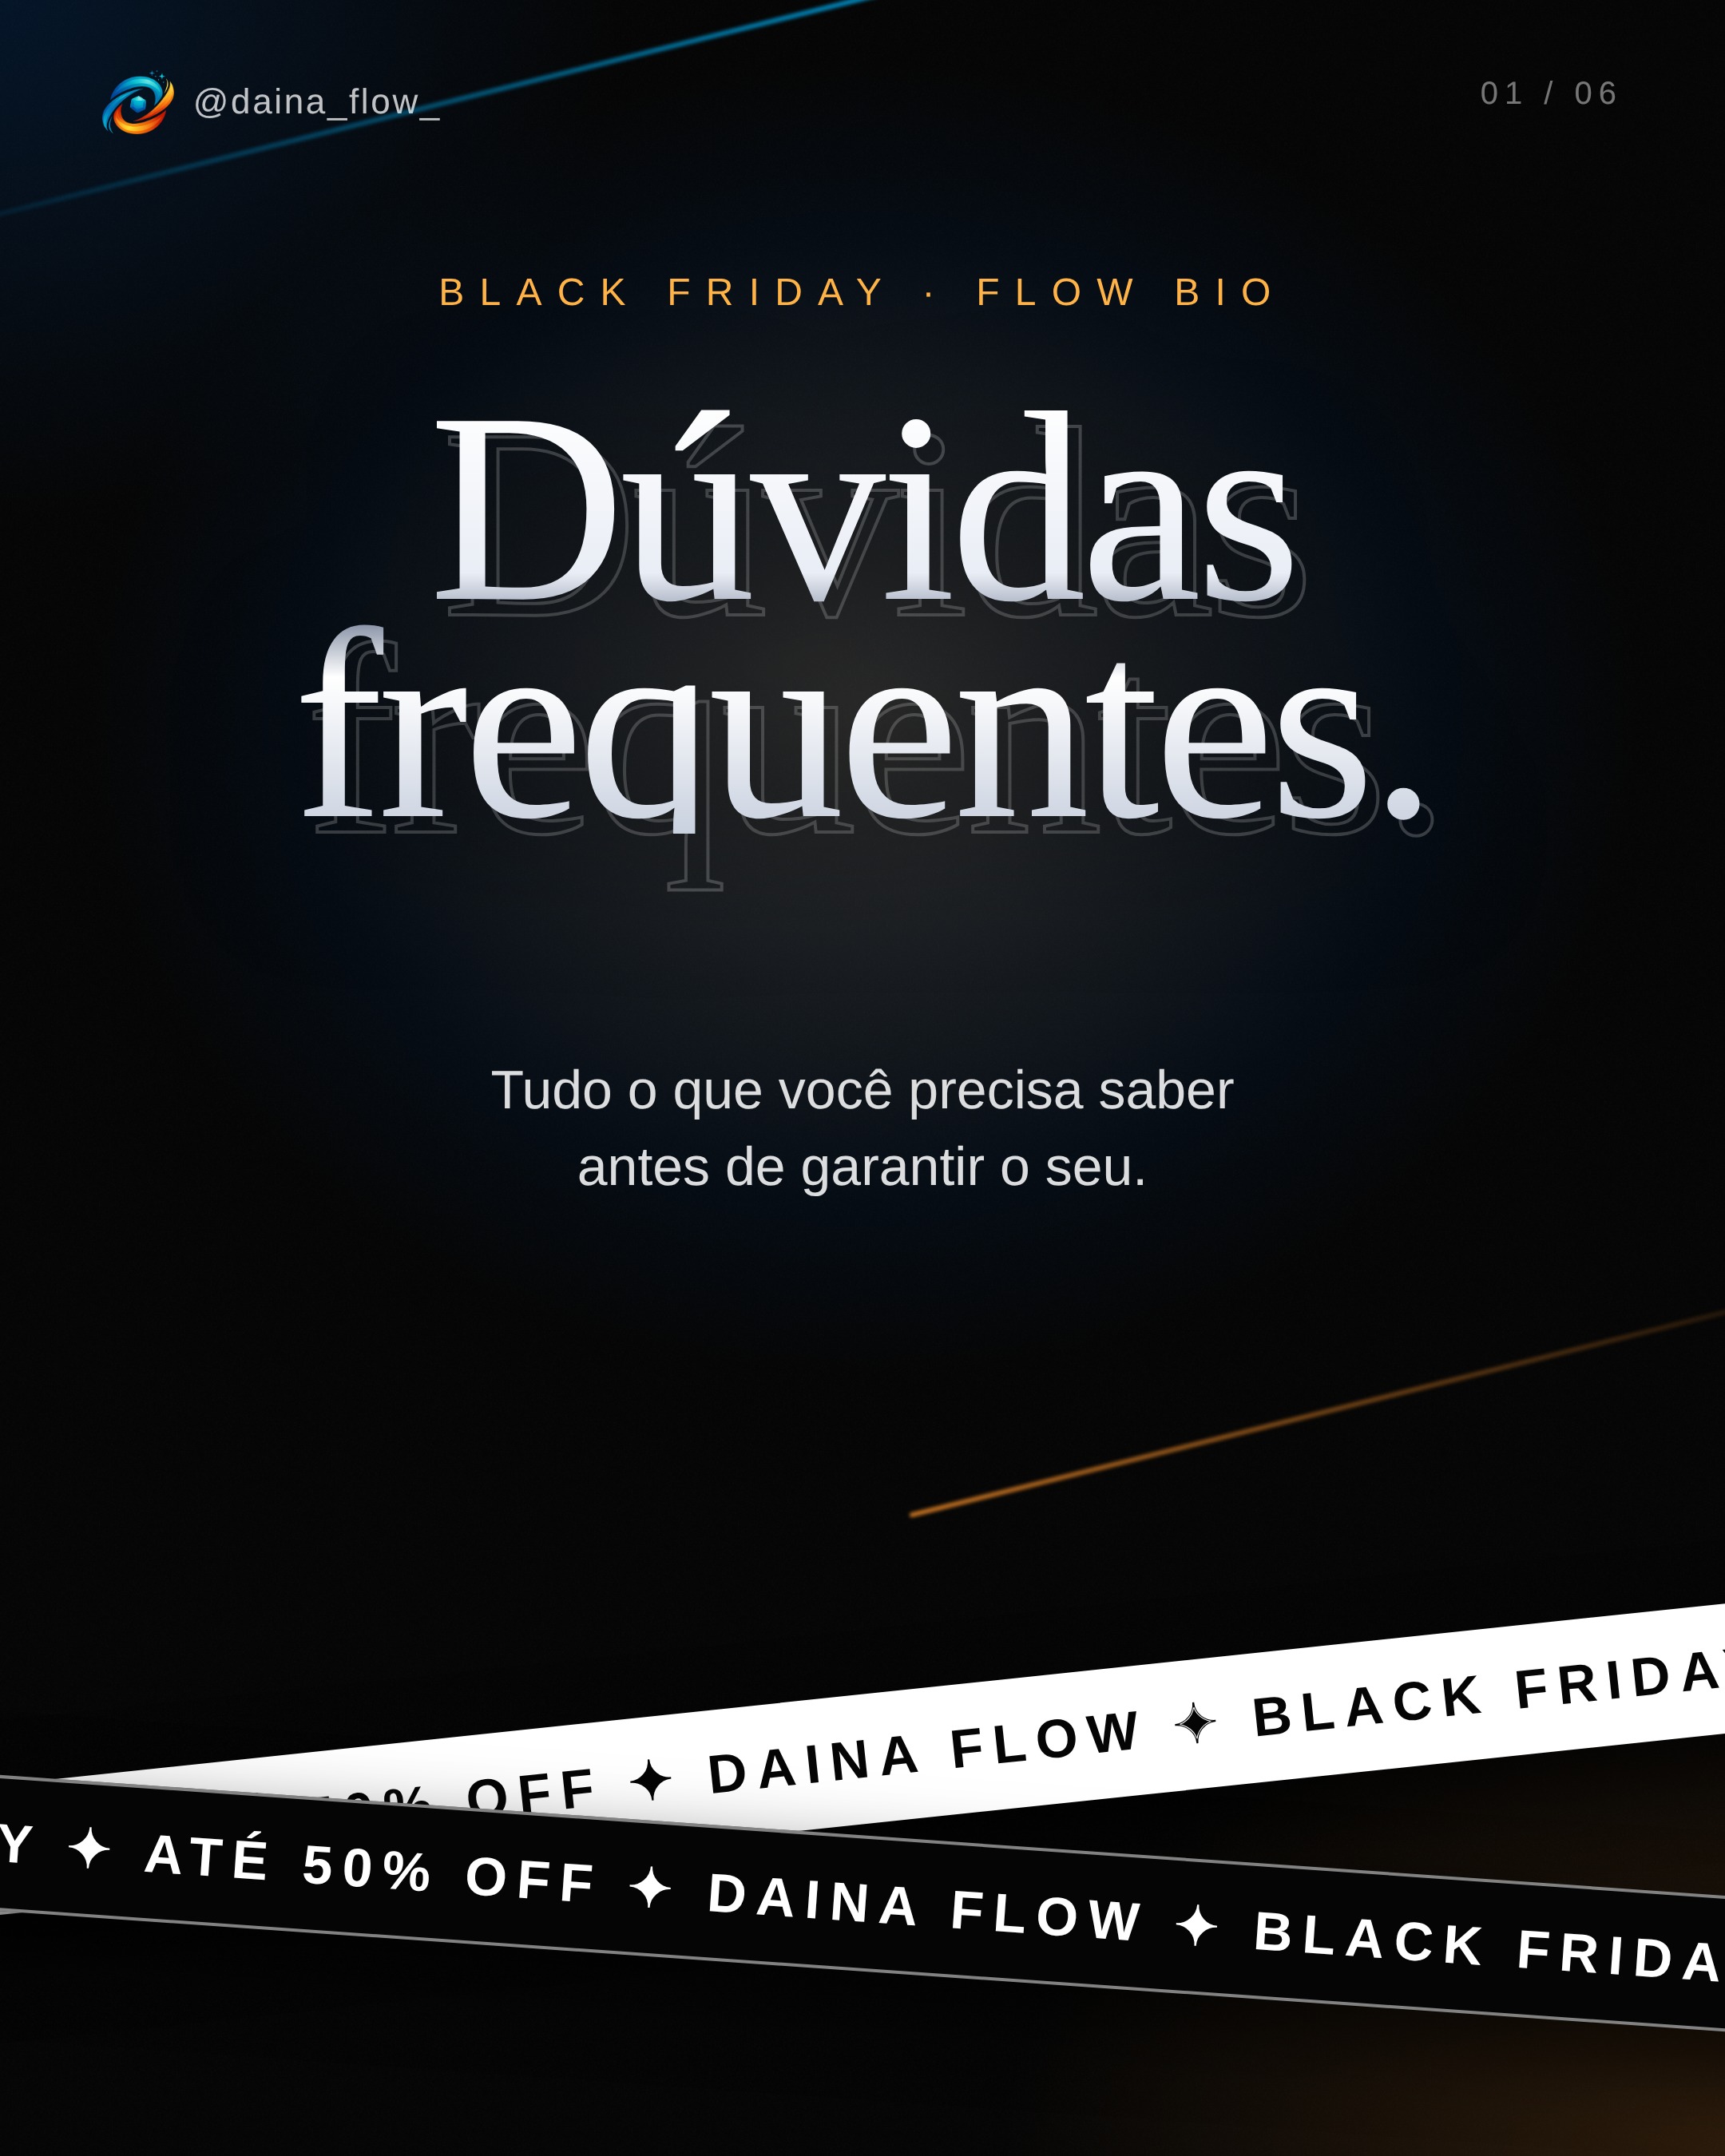 @daina_flow_
01 / 06
BLACK FRIDAY · FLOW BIO
Dúvidas
frequentes.
Tudo o que você precisa saber
antes de garantir o seu.
OFF ✦ DAINA FLOW ✦ BLACK FRIDAY
Y ✦ ATÉ 50% OFF ✦ DAINA FLOW ✦ BLACK FRIDA